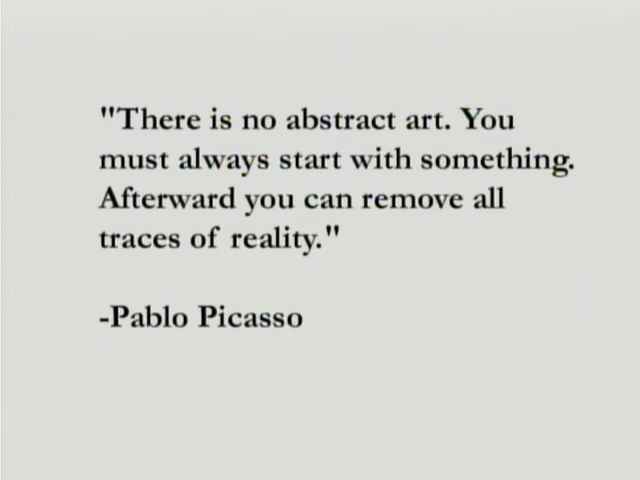 "There is no abstract art. You
must always start with something.
Afterward you can remove all
traces of reality."
-Pablo Picasso